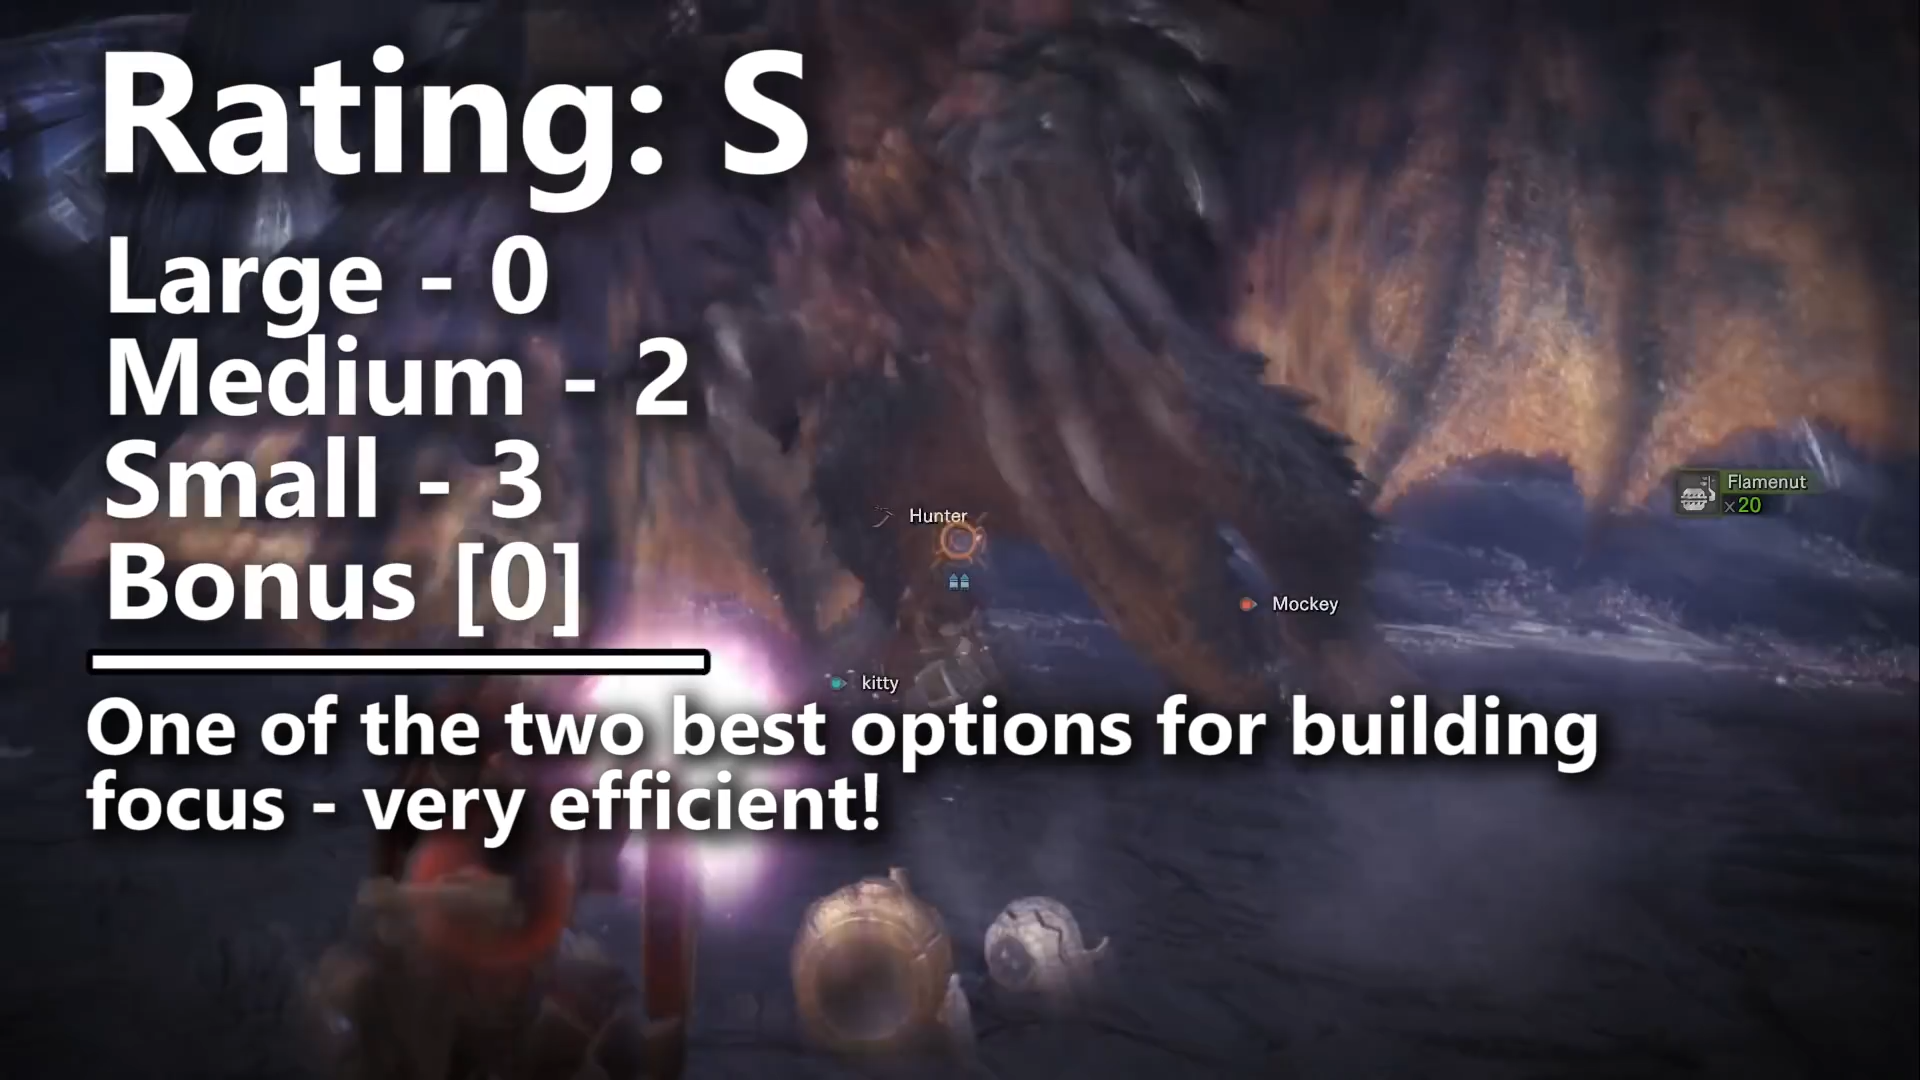 Rating: S
Large - 0
Medium - 2
Small - 3
Bonus [0]
Flamenut
x20
Hunter
Mockey
kitty
One of the two best options for building
focus - very efficient!